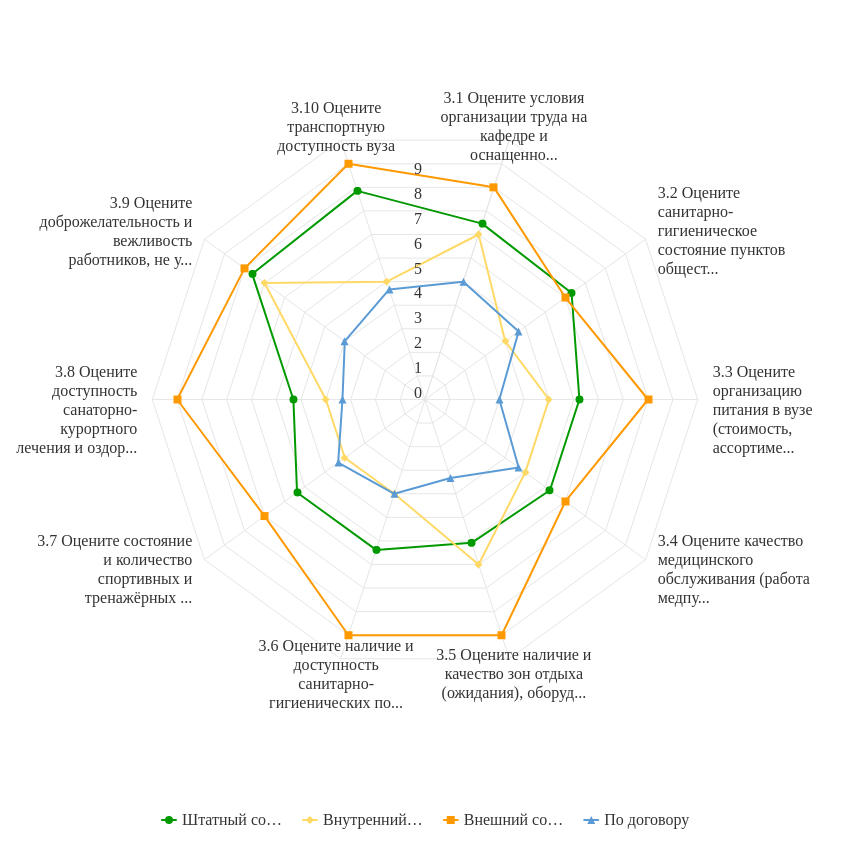 3.1 Оцените условия
организации труда на
кафедре и
оснащенно...
3.10 Оцените
транспортную
доступность вуза
3.2 Оцените
санитарно-
гигиеническое
состояние пунктов
общест...
3.9 Оцените
доброжелательность и
вежливость
работников, не у...
9
8
7
6
5
4
3
2
1
0
3.8 Оцените
доступность
санаторно-
курортного
лечения и оздор...
3.3 Оцените
организацию
питания в вузе
(стоимость,
ассортиме...
3.7 Оцените состояние
и количество
спортивных и
тренажёрных ...
3.4 Оцените качество
медицинского
обслуживания (работа
медпу...
3.6 Оцените наличие и
доступность
санитарно-
гигиенических по...
3.5 Оцените наличие и
качество зон отдыха
(ожидания), оборуд...
Штатный со… Внутренний… Внешний со… По договору